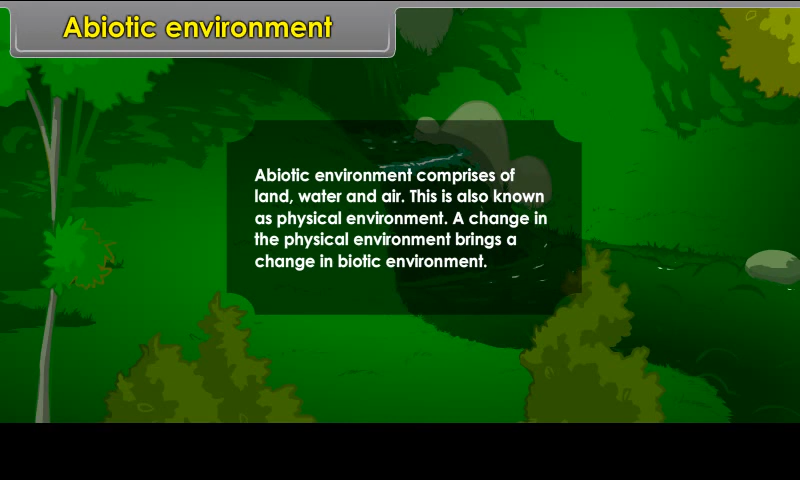 Abiotic environment
Abiotic environment comprises of
land, water and air. This is also known
as physical environment. A change in
the physical environment brings a
change in biotic environment.